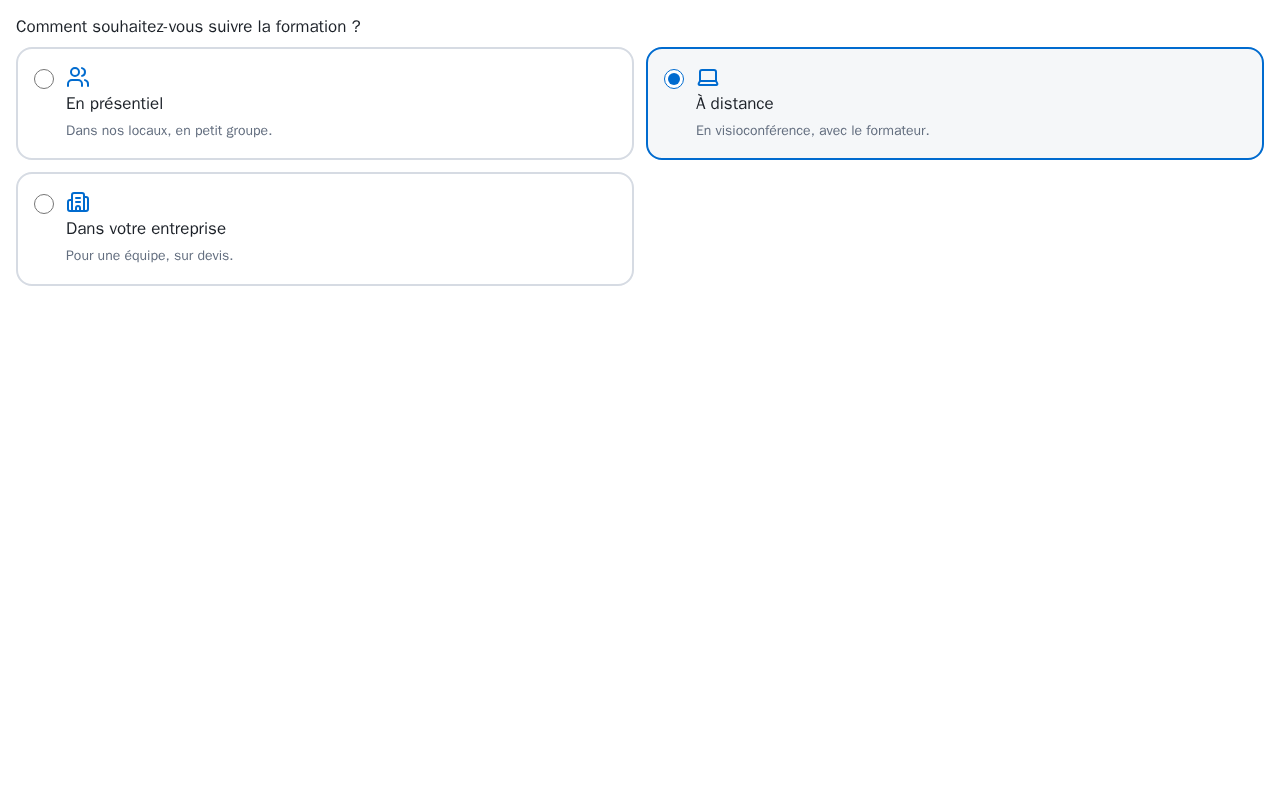 Comment souhaitez-vous suivre la formation ?
En présentiel
Dans nos locaux, en petit groupe.
À distance
En visioconférence, avec le formateur.
Dans votre entreprise
Pour une équipe, sur devis.